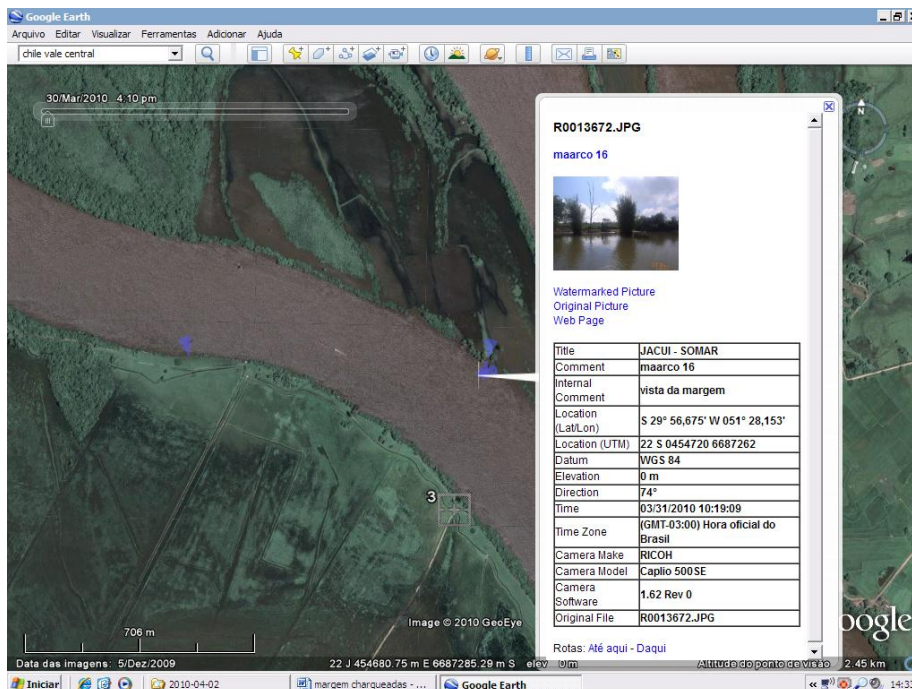 Google Earth
Arquivo Editar Visualizar Ferramentas Adicionar Ajuda
chile vale central
30/Mar/2010 4:10 pm
N
R0013672.JPG
maarco 16
Watermarked Picture
Original Picture
Web Page
Title JACUI - SOMAR
Comment maarco 16
Internal Comment vista da margem
Location (Lat/Lon) S 29° 56,675' W 051° 28,153'
Location (UTM) 22 S 0454720 6687262
Datum WGS 84
Elevation 0 m
Direction 74°
Time 03/31/2010 10:19:09
Time Zone (GMT-03:00) Hora oficial do Brasil
Camera Make RICOH
Camera Model Caplio 500SE
Camera Software 1.62 Rev 0
Original File R0013672.JPG
Rotas: Até aqui - Daqui
3
706 m
Image © 2010 GeoEye
oogle
Data das imagens: 5/Dez/2009 22 J 454680.75 m E 6687285.29 m S elev 0 m Altitude do ponto de visão 2.45 km
Iniciar 2010-04-02 margem charqueadas - ... Google Earth